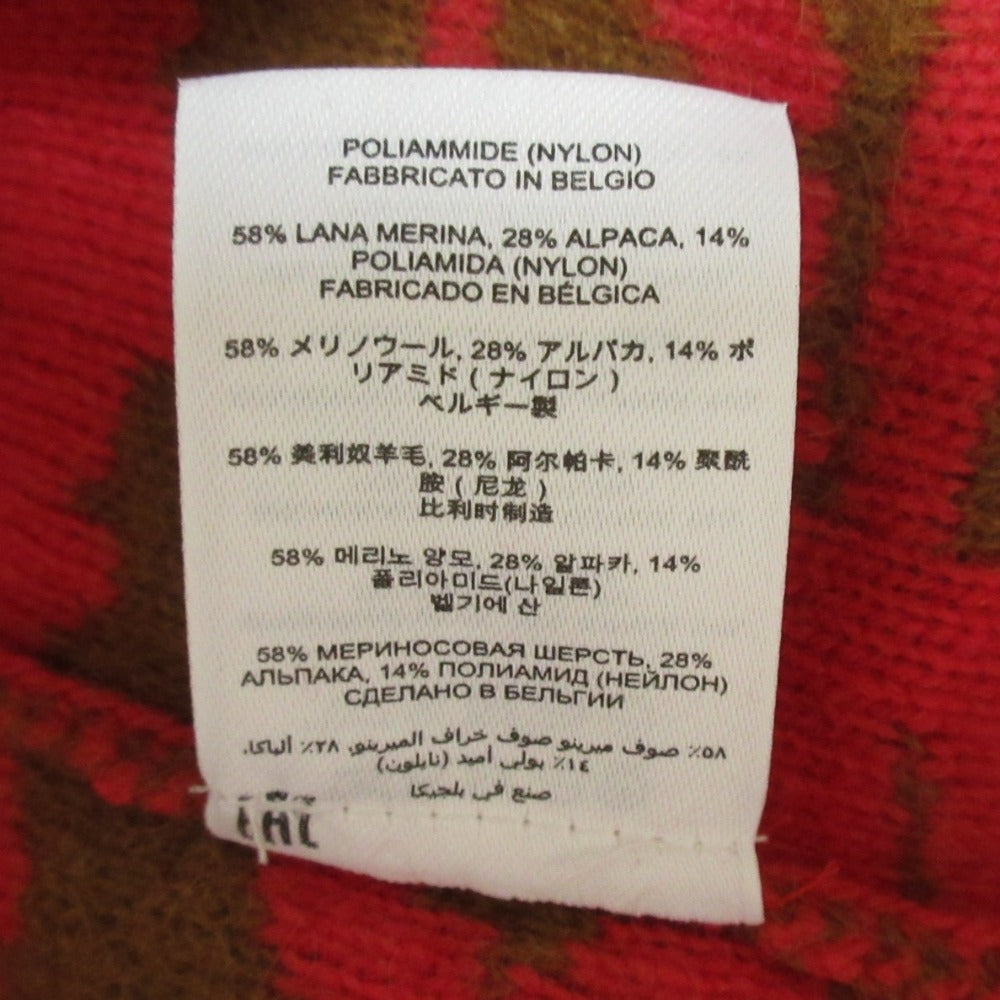 POLIAMMIDE (NYLON)
FABBRICATO IN BELGIO
58% LANA MERINA, 28% ALPACA, 14%
POLIAMIDA (NYLON)
FABRICADO EN BÉLGICA
58% メリノウール, 28% アルパカ, 14% ポ
リアミド ( ナイロン )
ベルギー製
58% 美利奴羊毛, 28% 阿尔帕卡, 14% 聚酰
胺 ( 尼龙 )
比利时制造
58% 메리노 양모, 28% 알파카, 14%
폴리아미드(나일론)
벨기에 산
58% МЕРИНОСОВАЯ ШЕРСТЬ, 28%
АЛЬПАКА, 14% ПОЛИАМИД (НЕЙЛОН)
СДЕЛАНО В БЕЛЬГИИ
٥٨٪ صوف ميرينو صوف خراف الميرينو، ٢٨٪ ألباكا،
١٤٪ بولي أميد (نايلون)
صنع في بلجيكا